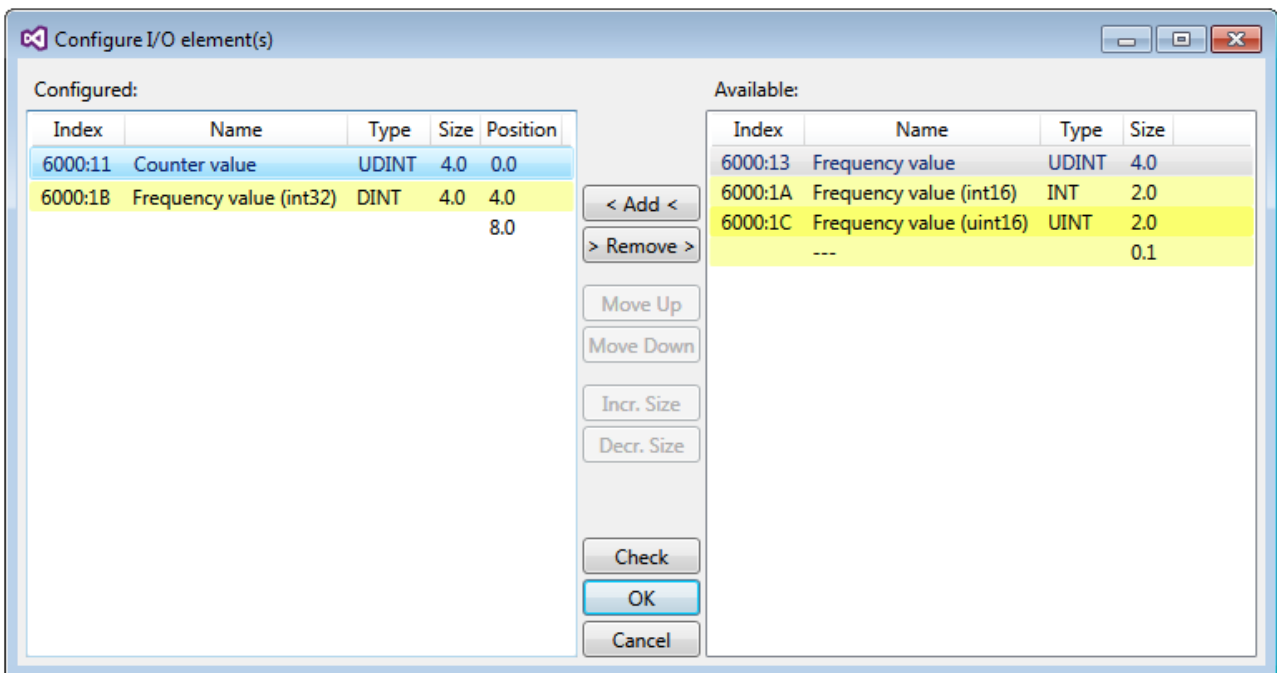 Configure I/O element(s)
Configured: Available:
Index Name Type Size Position Index Name Type Size
6000:11 Counter value UDINT 4.0 0.0 6000:13 Frequency value UDINT 4.0
6000:1B Frequency value (int32) DINT 4.0 4.0 < Add < 6000:1A Frequency value (int16) INT 2.0
8.0 > Remove > 6000:1C Frequency value (uint16) UINT 2.0
--- 0.1
Move Up
Move Down
Incr. Size
Decr. Size
Check
OK
Cancel